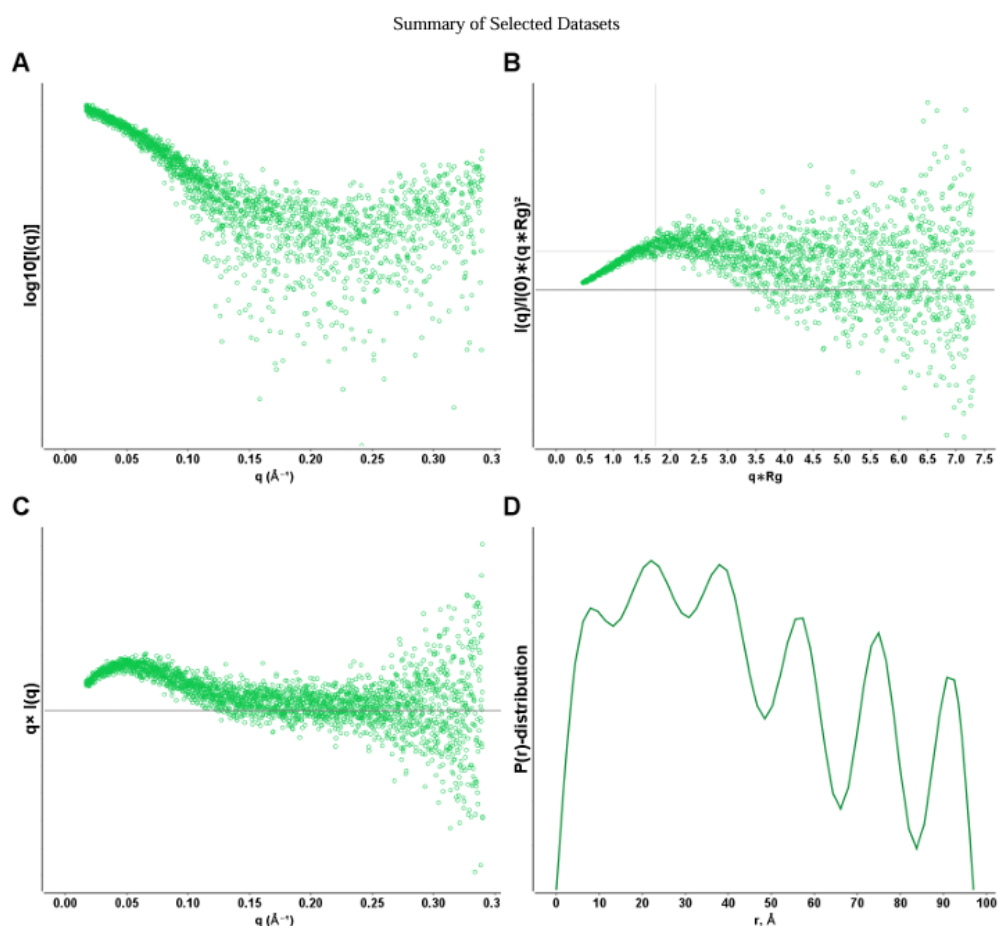 Summary of Selected Datasets
A
log10[I(q)]
0.00 0.05 0.10 0.15 0.20 0.25 0.30 0.3
q (Å⁻¹)
B
I(q)/I(0)∗(q∗Rg)²
0.0 0.5 1.0 1.5 2.0 2.5 3.0 3.5 4.0 4.5 5.0 5.5 6.0 6.5 7.0 7.5
q∗Rg
C
q× I(q)
0.00 0.05 0.10 0.15 0.20 0.25 0.30 0.3
q (Å⁻¹)
D
P(r)-distribution
0 10 20 30 40 50 60 70 80 90 100
r, Å